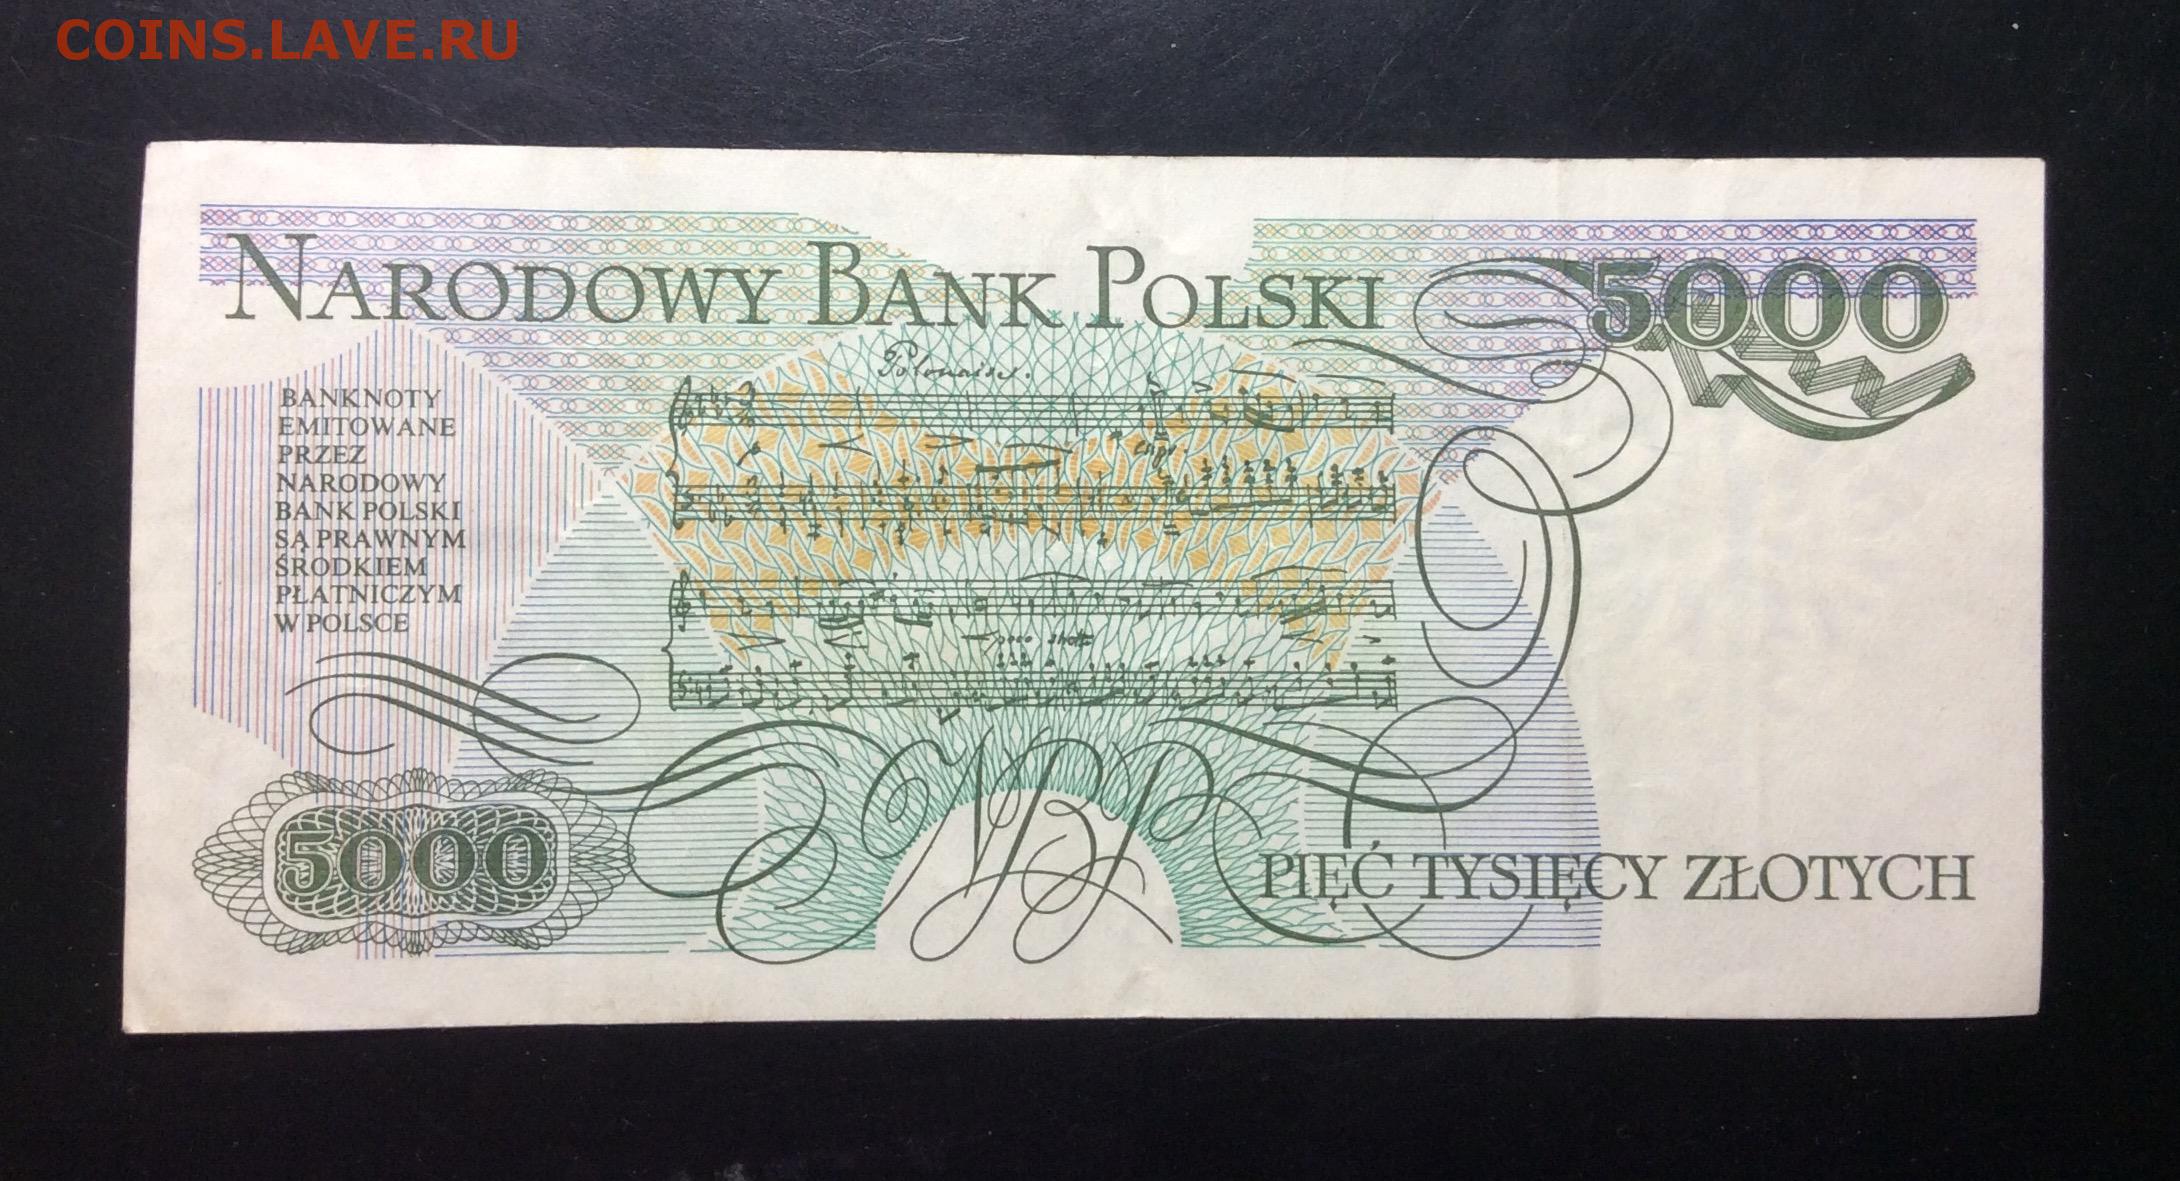 COINS.LAVE.RU
NARODOWY BANK POLSKI
5000
Polonaise.
BANKNOTY
EMITOWANE
PRZEZ
NARODOWY
BANK POLSKI
SĄ PRAWNYM
ŚRODKIEM
PŁATNICZYM
W POLSCE
NBP
5000
PIĘĆ TYSIĘCY ZŁOTYCH